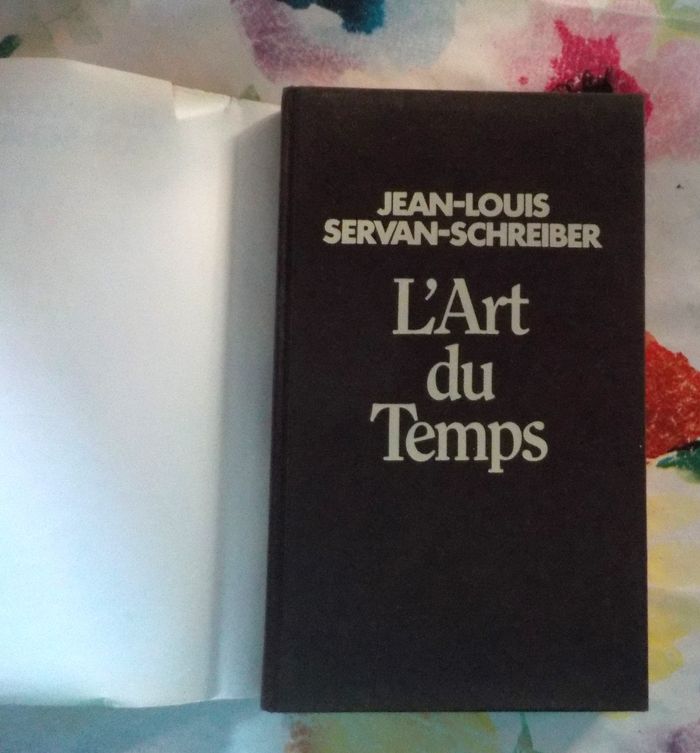 JEAN-LOUIS
SERVAN-SCHREIBER
L'Art
du
Temps